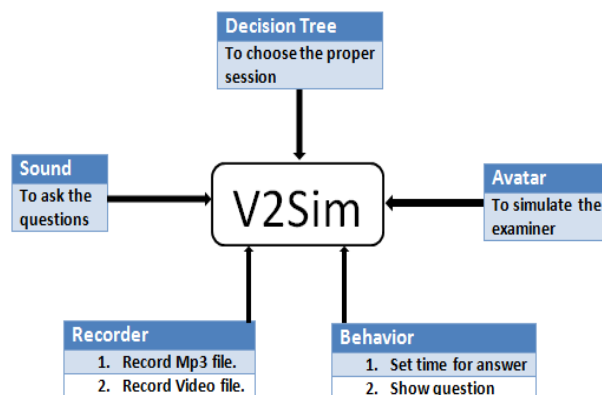 Decision Tree
To choose the proper
session
Sound
To ask the
questions
V2Sim
Avatar
To simulate the
examiner
Recorder
1. Record Mp3 file.
2. Record Video file.
Behavior
1. Set time for answer
2. Show question